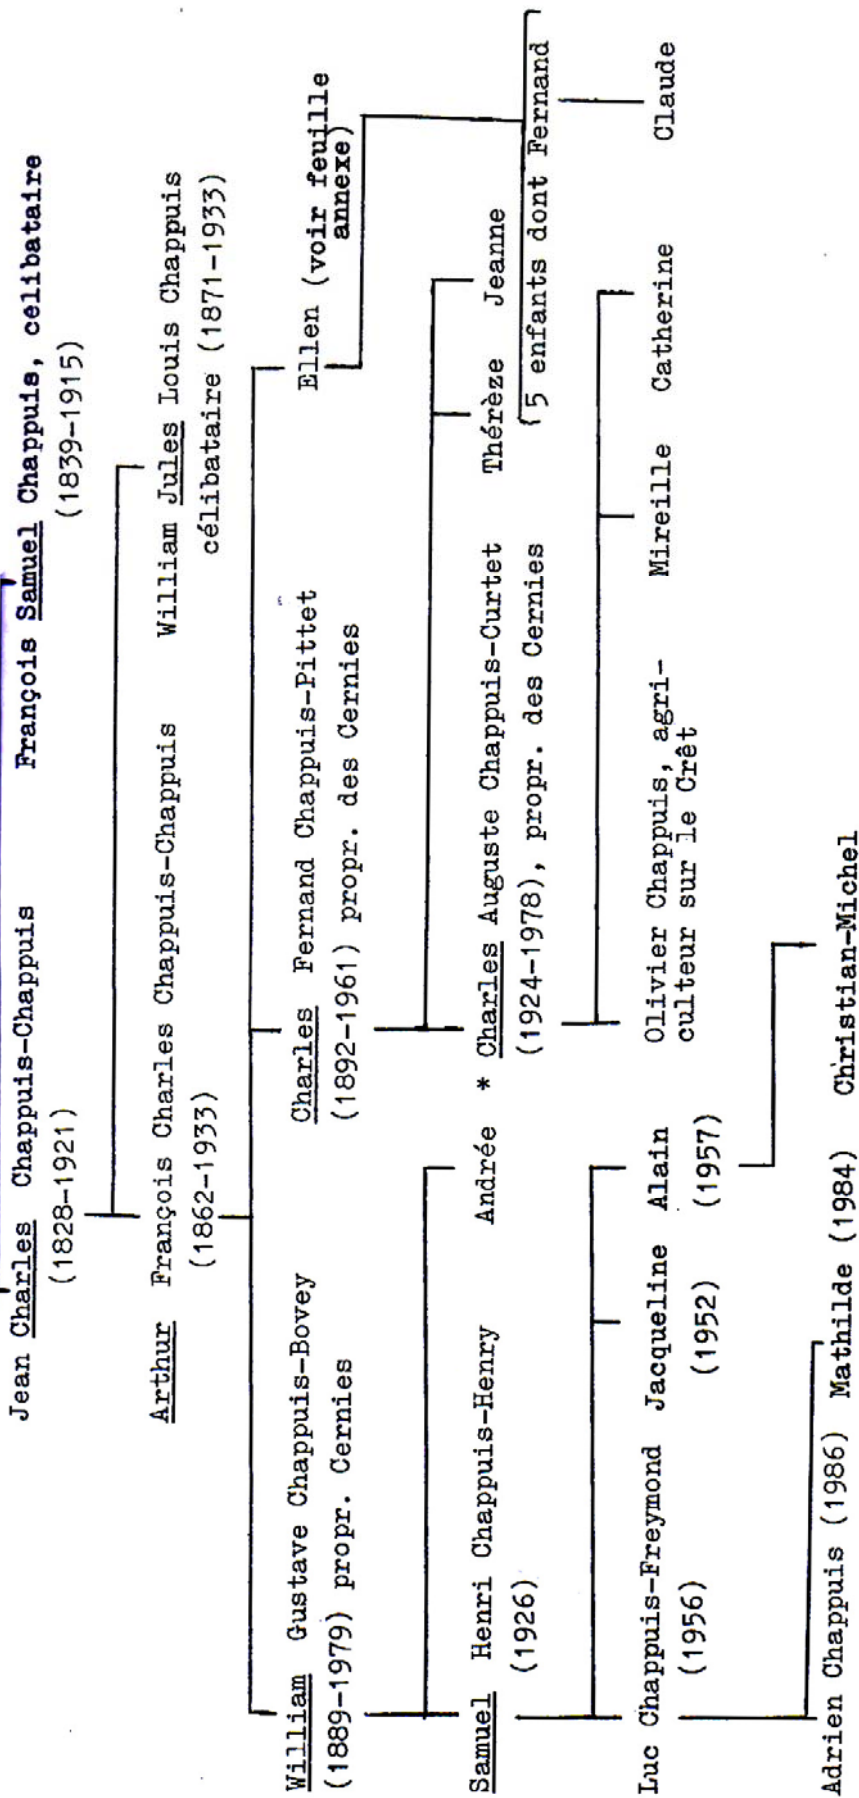 Jean Charles Chappuis-Chappuis
(1828-1921)
François Samuel Chappuis, celibataire
(1839-1915)
Arthur François Charles Chappuis-Chappuis
(1862-1933)
William Jules Louis Chappuis
célibataire (1871-1933)
William Gustave Chappuis-Bovey
(1889-1979) propr. Cernies
Charles Fernand Chappuis-Pittet
(1892-1961) propr. des Cernies
Ellen (voir feuille
annexe)
Samuel Henri Chappuis-Henry
(1926)
Andrée
* Charles Auguste Chappuis-Curtet
(1924-1978), propr. des Cernies
Thérèze
Jeanne
(5 enfants dont Fernand
Luc Chappuis-Freymond
(1956)
Jacqueline
(1952)
Alain
(1957)
Olivier Chappuis, agri-
culteur sur le Crêt
Mireille
Catherine
Claude
Adrien Chappuis (1986)
Mathilde (1984)
Christian-Michel